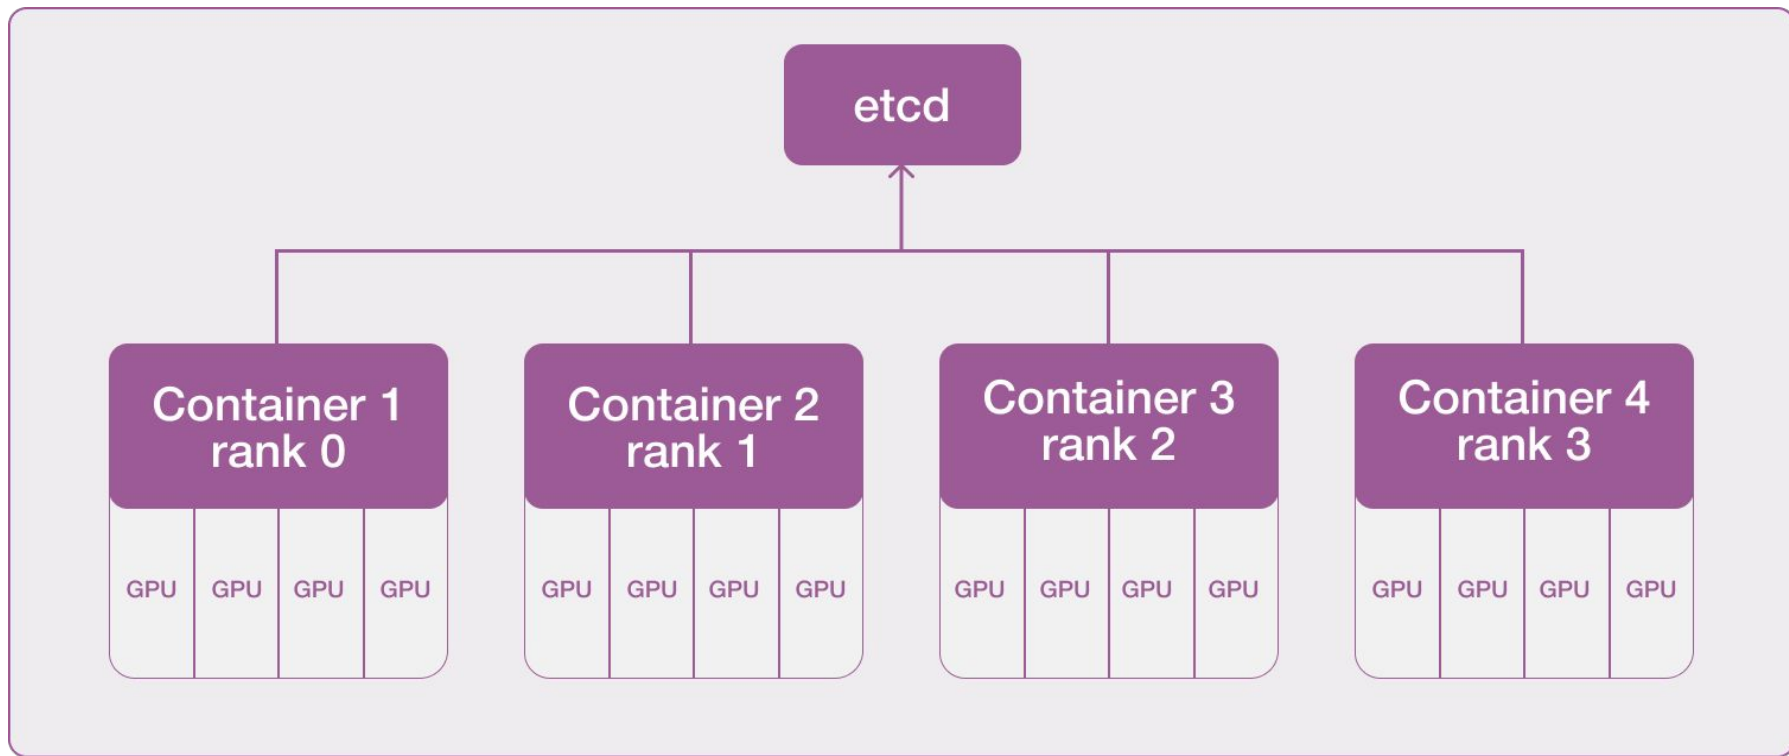 etcd
Container 1
rank 0
Container 2
rank 1
Container 3
rank 2
Container 4
rank 3
GPU GPU GPU GPU
GPU GPU GPU GPU
GPU GPU GPU GPU
GPU GPU GPU GPU